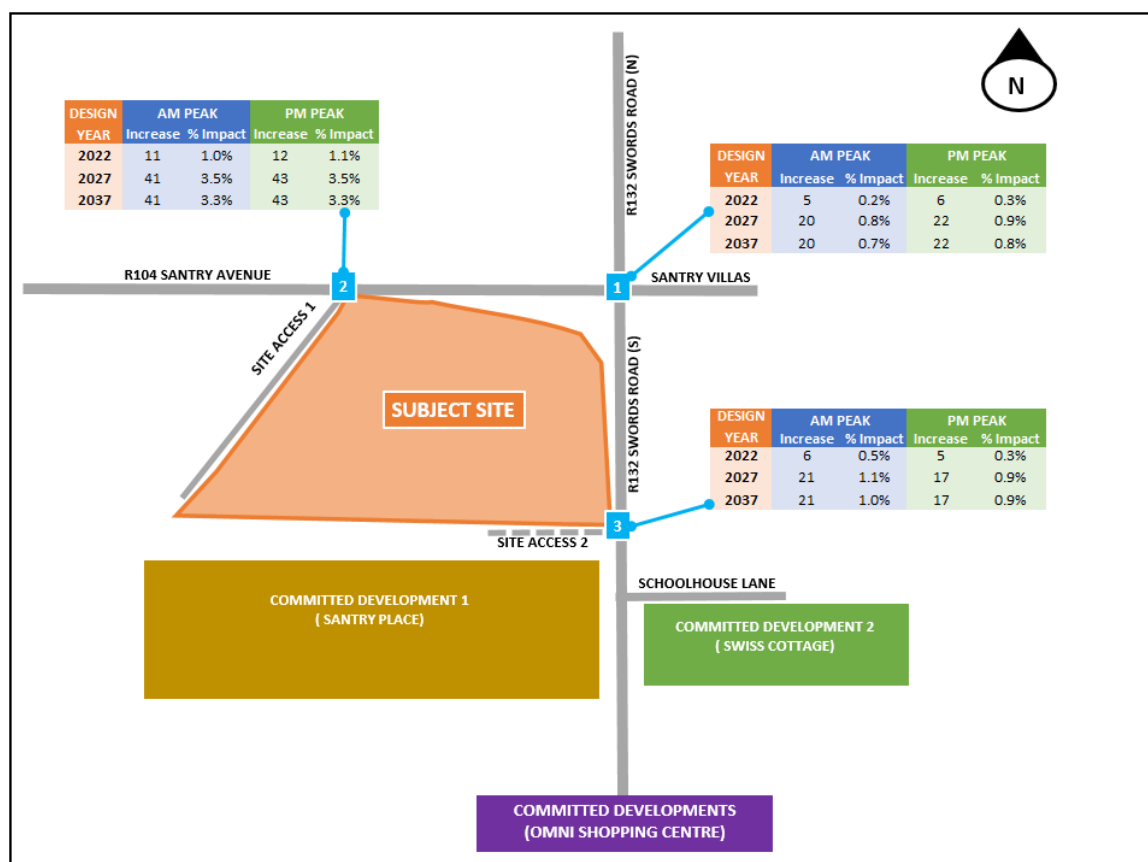 N
R132 SWORDS ROAD (N)
DESIGN YEAR AM PEAK PM PEAK
Increase % Impact Increase % Impact
2022 11 1.0% 12 1.1%
2027 41 3.5% 43 3.5%
2037 41 3.3% 43 3.3%
DESIGN YEAR AM PEAK PM PEAK
Increase % Impact Increase % Impact
2022 5 0.2% 6 0.3%
2027 20 0.8% 22 0.9%
2037 20 0.7% 22 0.8%
R104 SANTRY AVENUE
2
1
SANTRY VILLAS
SITE ACCESS 1
R132 SWORDS ROAD (S)
SUBJECT SITE
DESIGN YEAR AM PEAK PM PEAK
Increase % Impact Increase % Impact
2022 6 0.5% 5 0.3%
2027 21 1.1% 17 0.9%
2037 21 1.0% 17 0.9%
3
SITE ACCESS 2
SCHOOLHOUSE LANE
COMMITTED DEVELOPMENT 1
( SANTRY PLACE)
COMMITTED DEVELOPMENT 2
( SWISS COTTAGE)
COMMITTED DEVELOPMENTS
(OMNI SHOPPING CENTRE)